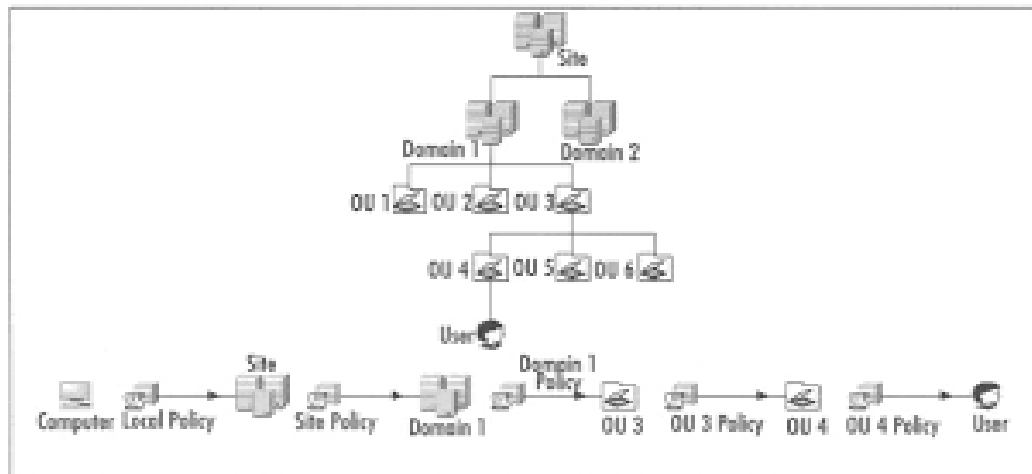 Site
Domain 1 Domain 2
OU 1 OU 2 OU 3
OU 4 OU 5 OU 6
User
Site
Domain 1
Policy
Computer Local Policy Site Policy Domain 1 OU 3 OU 3 Policy OU 4 OU 4 Policy User